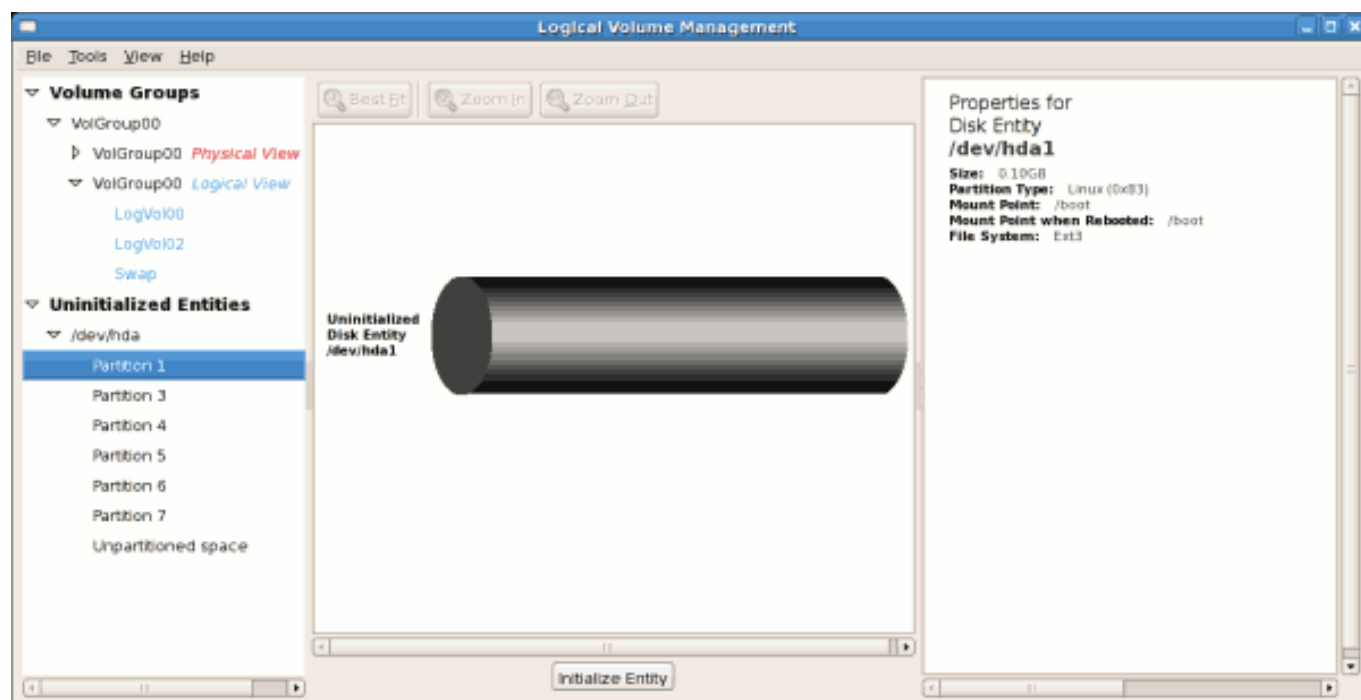 Logical Volume Management
File Tools View Help
Volume Groups
VolGroup00
VolGroup00 Physical View
VolGroup00 Logical View
LogVol00
LogVol02
Swap
Uninitialized Entities
/dev/hda
Partition 1
Partition 3
Partition 4
Partition 5
Partition 6
Partition 7
Unpartitioned space
Best Fit Zoom In Zoom Out
Uninitialized
Disk Entity
/dev/hda1
Initialize Entity
Properties for
Disk Entity
/dev/hda1
Size: 0.10GB
Partition Type: Linux (0x83)
Mount Point: /boot
Mount Point when Rebooted: /boot
File System: Ext3